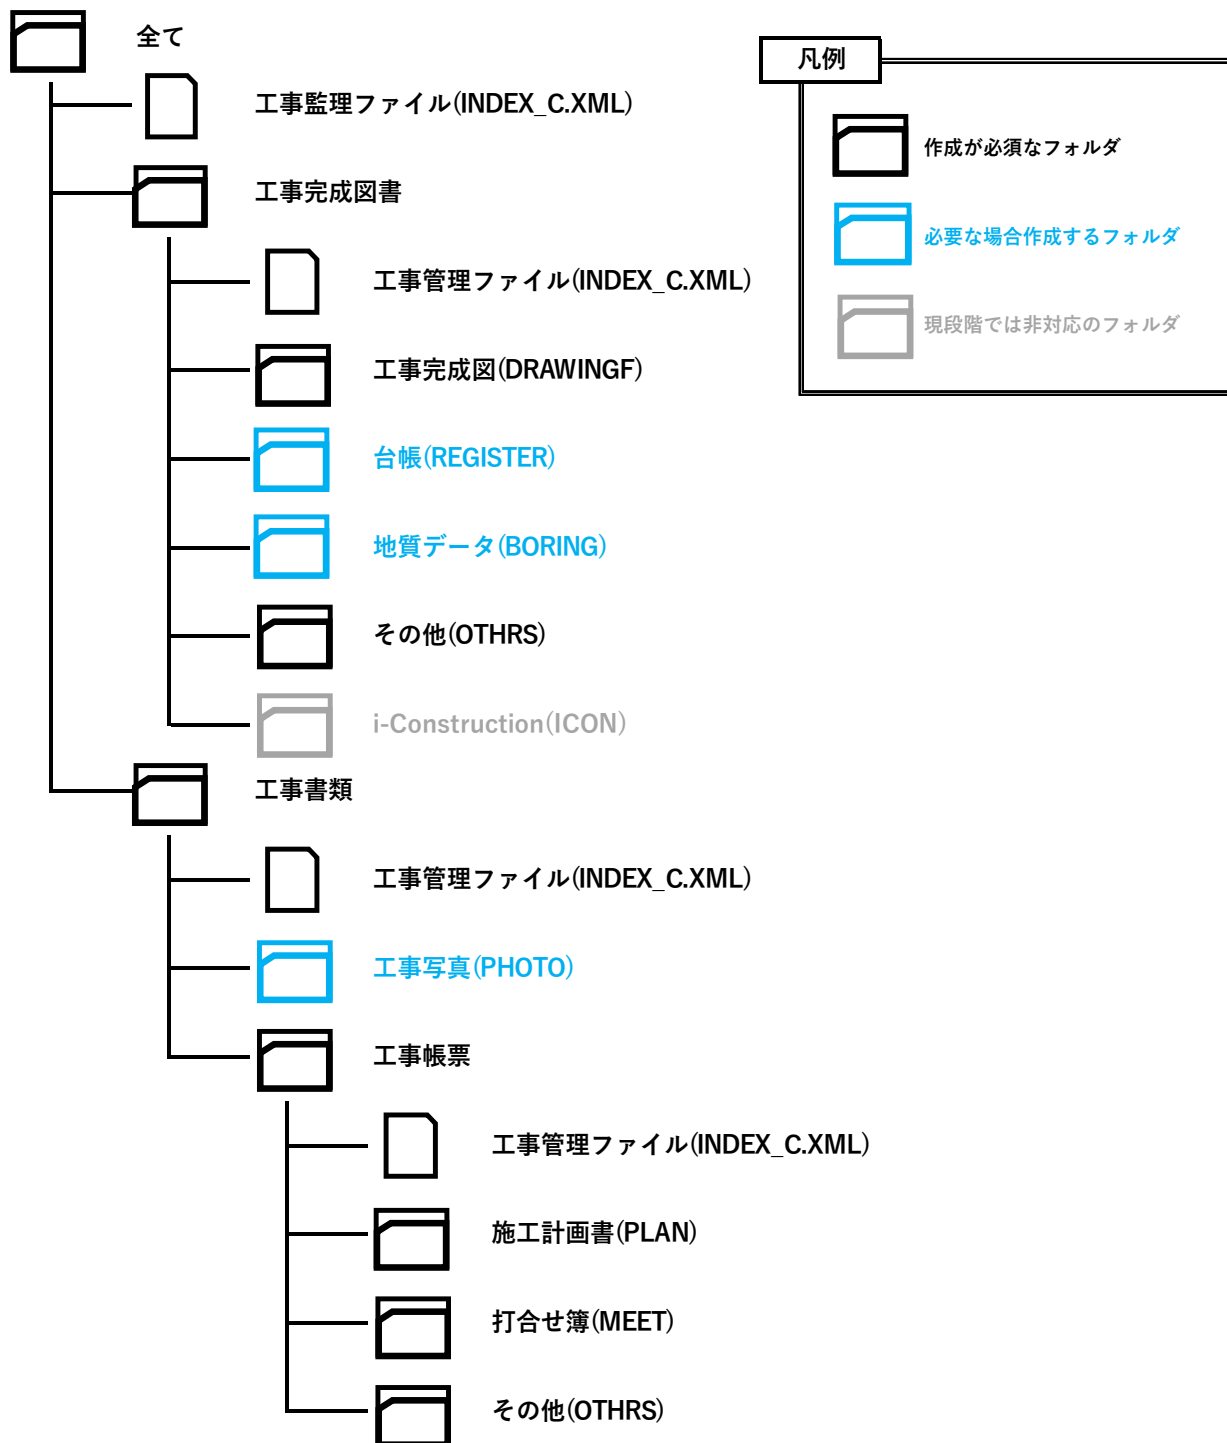 全て
工事監理ファイル(INDEX_C.XML)
工事完成図書
工事管理ファイル(INDEX_C.XML)
工事完成図(DRAWINGF)
台帳(REGISTER)
地質データ(BORING)
その他(OTHRS)
i-Construction(ICON)
工事書類
工事管理ファイル(INDEX_C.XML)
工事写真(PHOTO)
工事帳票
工事管理ファイル(INDEX_C.XML)
施工計画書(PLAN)
打合せ簿(MEET)
その他(OTHRS)
凡例
作成が必須なフォルダ
必要な場合作成するフォルダ
現段階では非対応のフォルダ